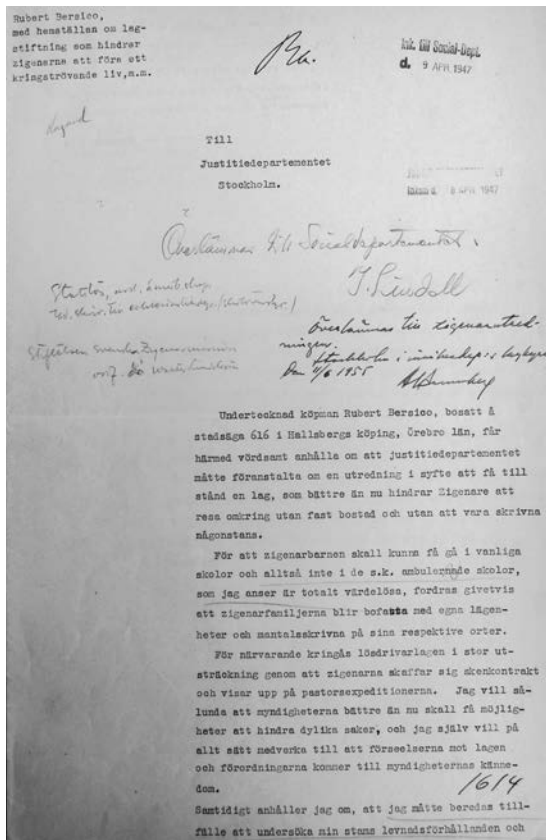 Rubert Bersico,
med henställan om lag-
stiftning som hindrar
zigenarna att föra ett
kringströvande liv,m.m.
Ink. till Social-Dept.
d. 9 APR. 1947
Till
Justitiedepartementet
Stockholm.
8 APR. 1947
Överlämnas till Socialdepartementet.
Överlämnas till zigenarutred-
ningen.
Stockholm i inrikesdep:s
Den 11/6 1955
Undertecknad köpman Rubert Bersico, bosatt å
stadsäga 616 i Hallsbergs köping, Örebro län, får
härmed vördsamt anhålla om att justitiedepartementet
måtte föranstalta om en utredning i syfte att få till
stånd en lag, som bättre än nu hindrar Zigenare att
resa omkring utan fast bostad och utan att vara skrivna
någonstans.
För att zigenarbarnen skall kunna få gå i vanliga
skolor och alltså inte i de s.k. ambulerande skolor,
som jag anser är totalt värdelösa, fordras givetvis
att zigenarfamiljerna blir bofasta med egna lägen-
heter och mantalsskrivna på sina respektive orter.
För närvarande kringås lösdrivarlagen i stor ut-
sträckning genom att zigenarna skaffar sig skenkontrakt
och visar upp på pastorsexpeditionerna. Jag vill så-
lunda att myndigheterna bättre än nu skall få möjlig-
heter att hindra dylika saker, och jag själv vill på
allt sätt medverka till att förseelserna mot lagen
och förordningarna kommer till myndigheternas känne-
dom.
1614
Samtidigt anhåller jag om, att jag måtte beredas till-
fälle att undersöka min stams levnadsförhållanden och